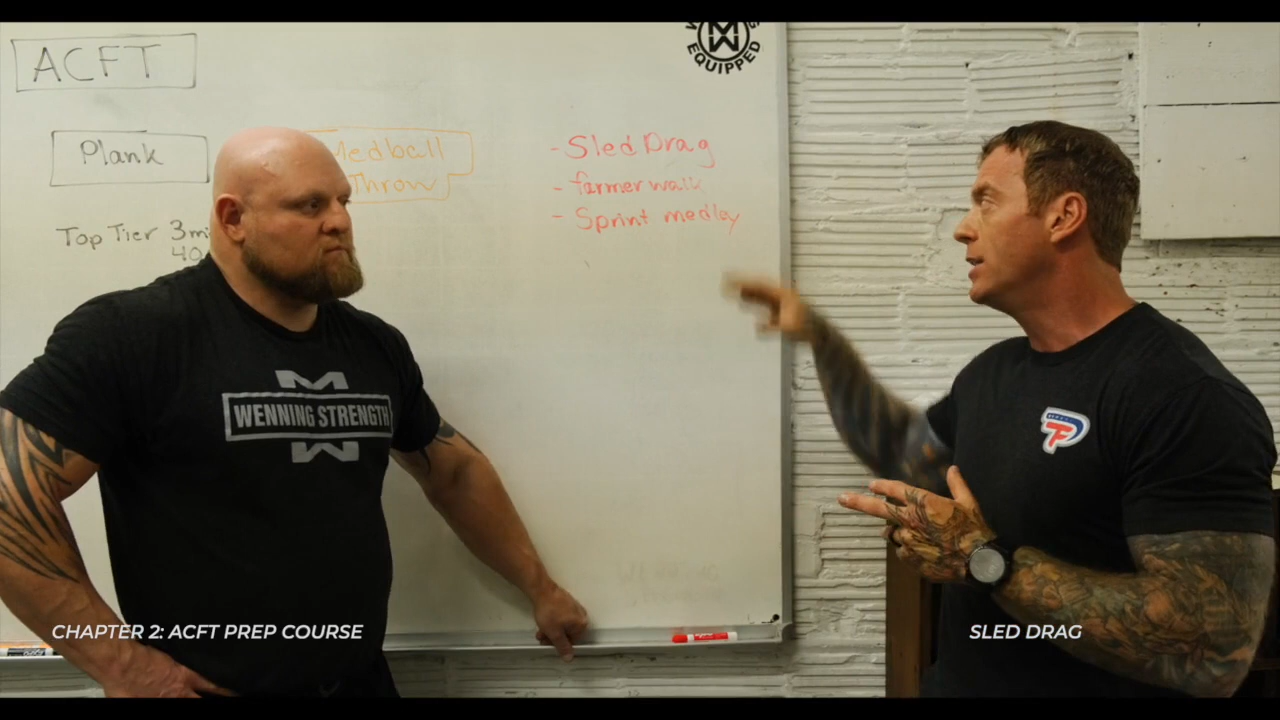 ACFT
EQUIPPED
Plank
Medball
Throw
- Sled Drag
- farmer walk
- Sprint medley
Top Tier 3mi
40
WENNING STRENGTH
CHAPTER 2: ACFT PREP COURSE
SLED DRAG